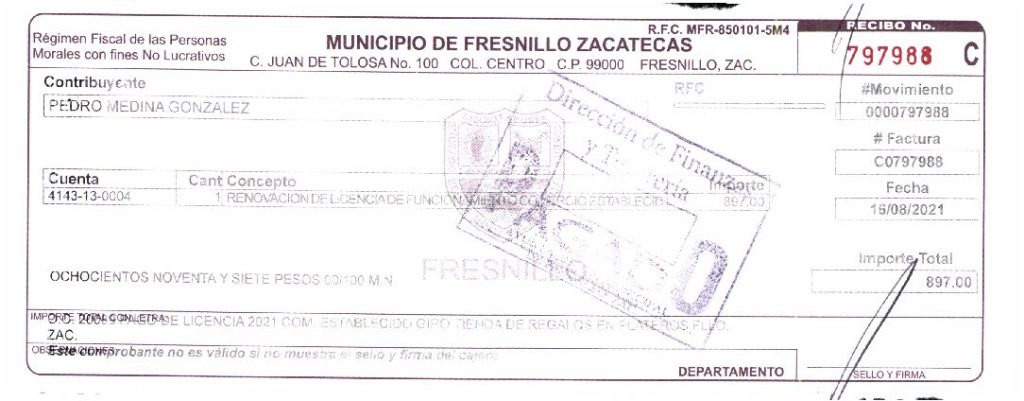 Régimen Fiscal de las Personas
Morales con fines No Lucrativos
MUNICIPIO DE FRESNILLO ZACATECAS
R.F.C. MFR-850101-5M4
C. JUAN DE TOLOSA No. 100 COL. CENTRO C.P. 99000 FRESNILLO, ZAC.
RECIBO No.
797988 C
Contribuyente
RFC
#Movimiento
PEDRO MEDINA GONZALEZ
0000797988
# Factura
C0797988
Dirección de Finanzas
y Tesorería
PAGADO
Cuenta
Cant Concepto
Importe
Fecha
4143-13-0004
1 RENOVACION DE LICENCIA DE FUNCIONAMIENTO COMERCIO ESTABLECID
897.00
16/08/2021
FRESNILLO
Importe Total
OCHOCIENTOS NOVENTA Y SIETE PESOS 00/100 M.N.
897.00
IMPORTE TOTAL CON LETRA
PAGO DE LICENCIA 2021 COM. ESTABLECIDO GIRO TIENDA DE REGALOS EN PLATEROS FLLO.
ZAC.
OBSERVACIONES
Este comprobante no es válido si no muestra el sello y firma del cajero
DEPARTAMENTO
SELLO Y FIRMA